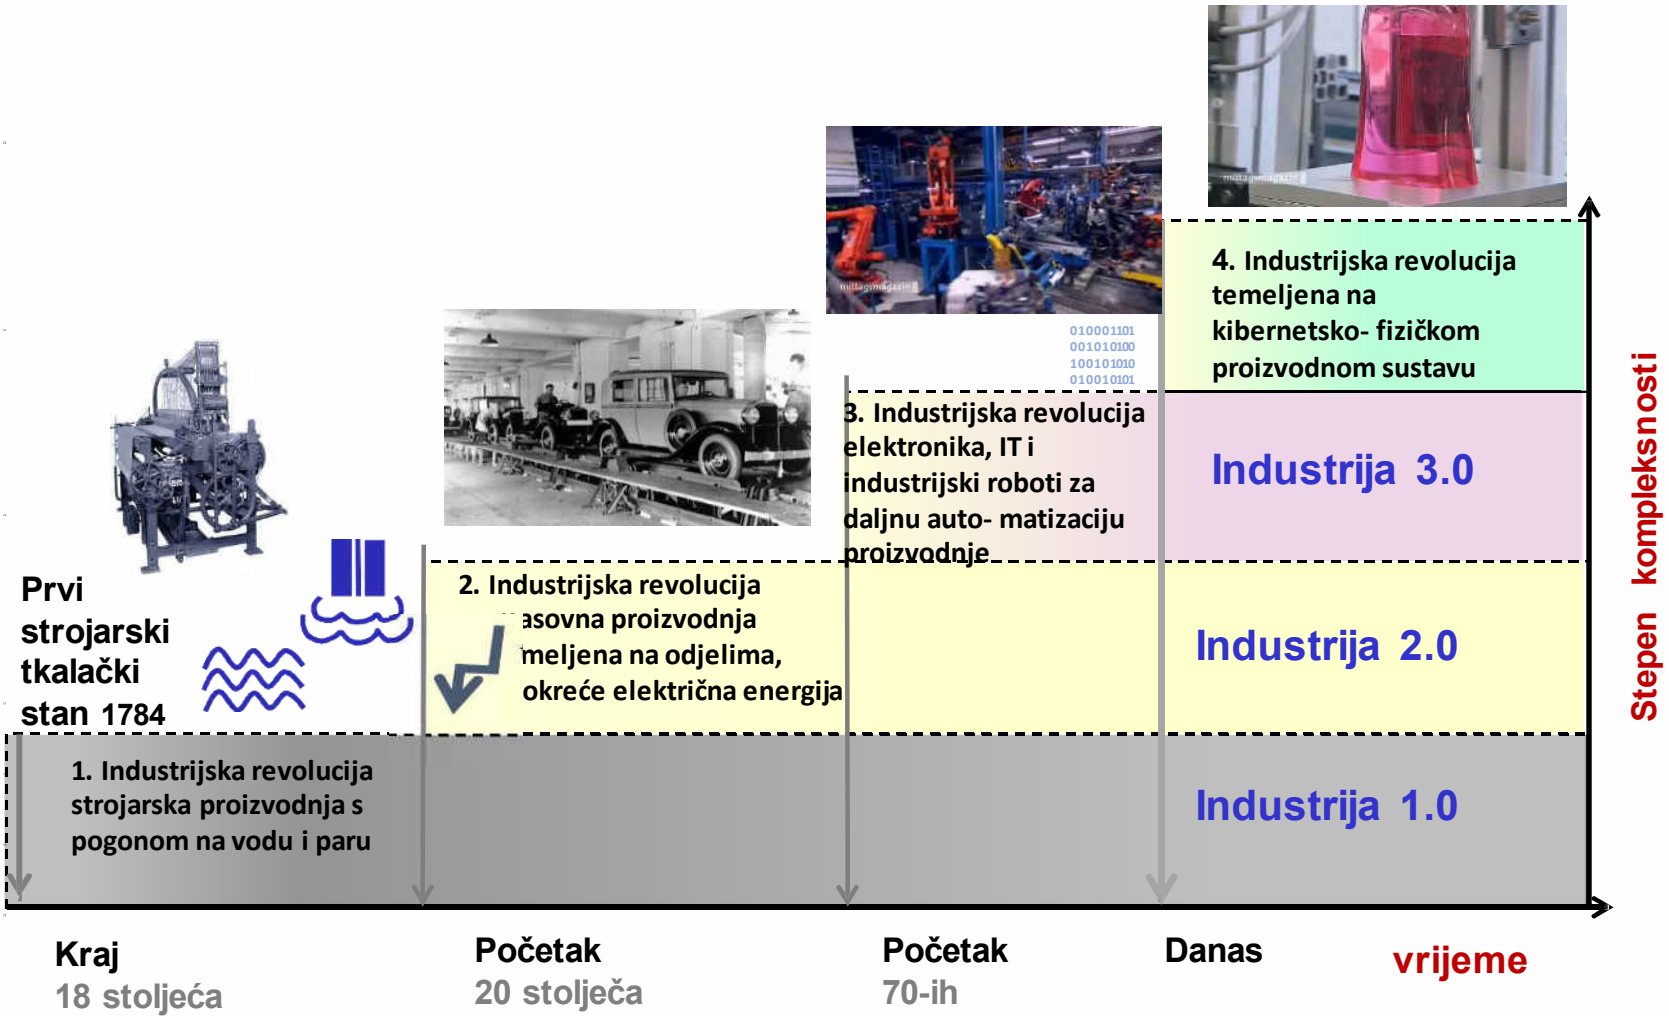 mittagsmagazin
mittagsmagazin
010001101
001010100
100101010
010010101
4. Industrijska revolucija
temeljena na
kibernetsko- fizičkom
proizvodnom sustavu
3. Industrijska revolucija
elektronika, IT i
industrijski roboti za
daljnu auto- matizaciju
proizvodnje
Industrija 3.0
Prvi
strojarski
tkalački
stan 1784
2. Industrijska revolucija
asovna proizvodnja
meljena na odjelima,
okreće električna energija
Industrija 2.0
1. Industrijska revolucija
strojarska proizvodnja s
pogonom na vodu i paru
Industrija 1.0
Stepen kompleksnosti
Kraj
18 stoljeća
Početak
20 stolječa
Početak
70-ih
Danas
vrijeme